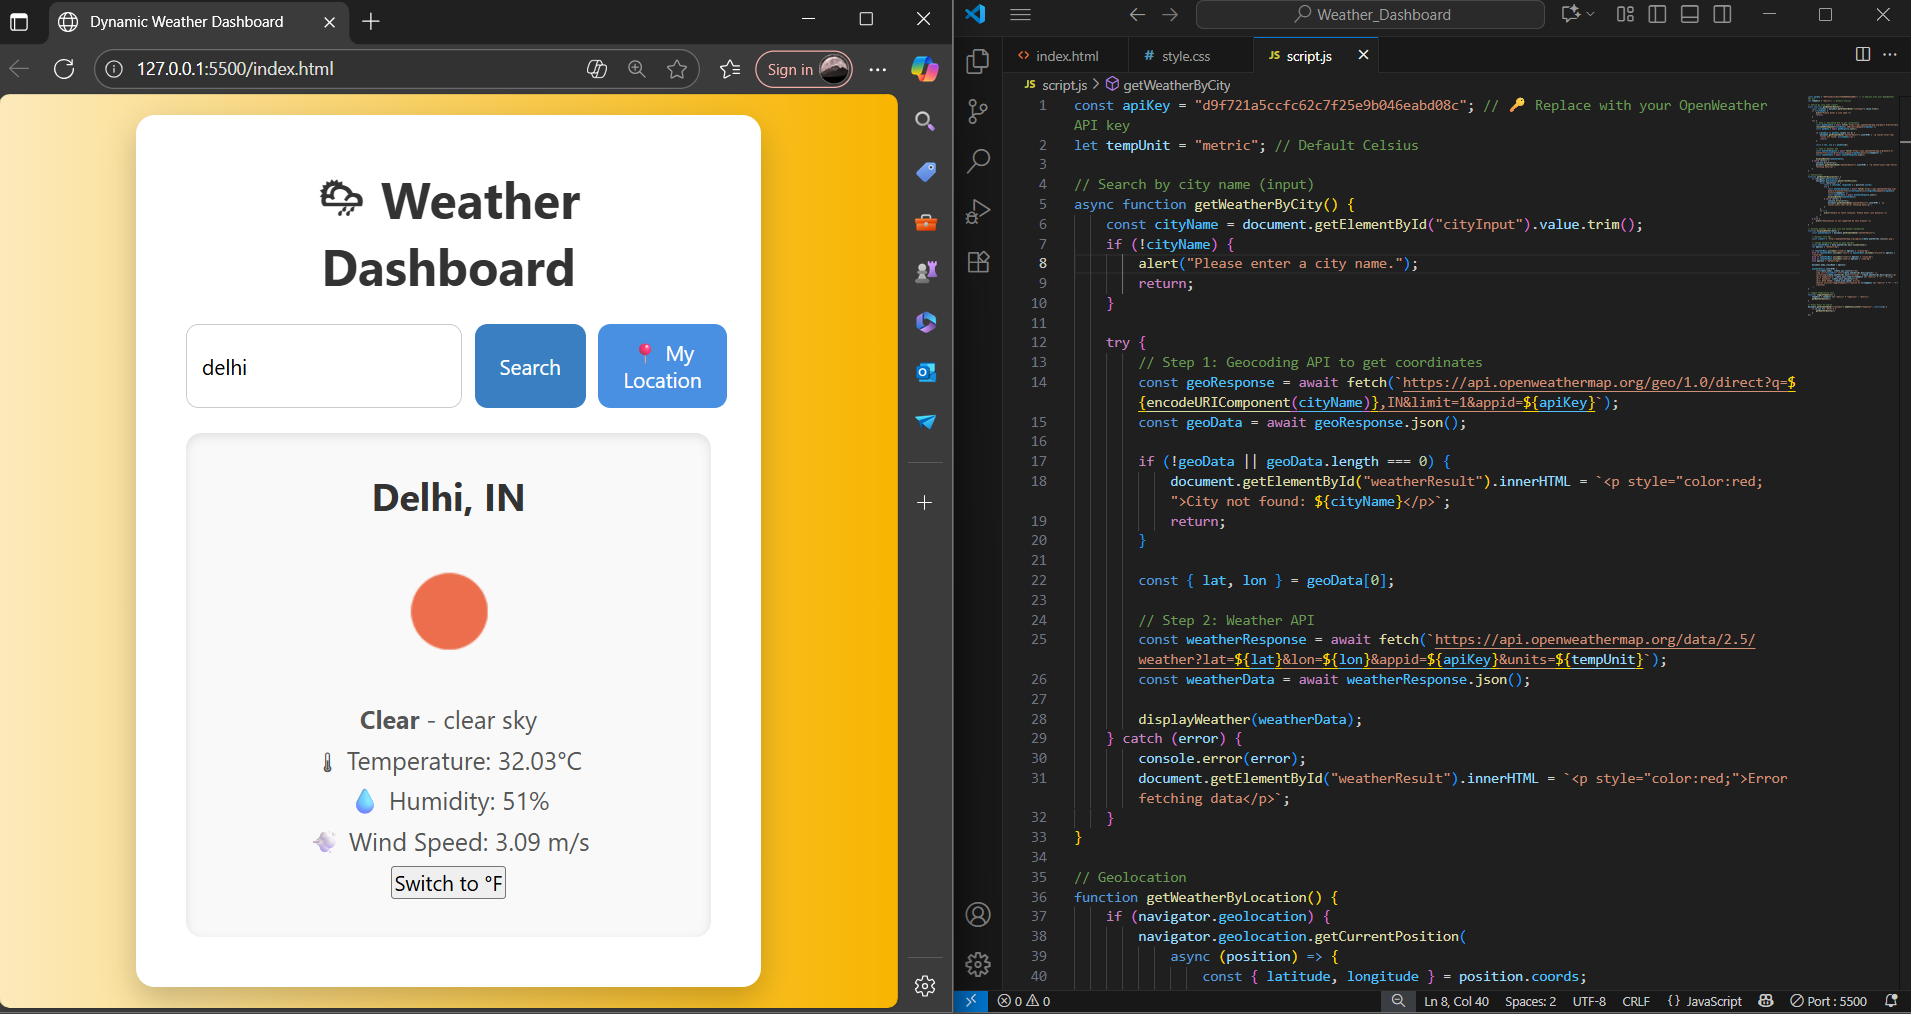 Dynamic Weather Dashboard
127.0.0.1:5500/index.html
Sign in
Weather
Dashboard
delhi
Search
📍 My
Location
Delhi, IN
Clear - clear sky
🌡 Temperature: 32.03°C
💧 Humidity: 51%
💨 Wind Speed: 3.09 m/s
Switch to °F
Weather_Dashboard
<> index.html
# style.css
JS script.js
JS script.js > getWeatherByCity
1 const apiKey = "d9f721a5ccfc62c7f25e9b046eabd08c"; // 🔑 Replace with your OpenWeather
API key
2 let tempUnit = "metric"; // Default Celsius
3
4 // Search by city name (input)
5 async function getWeatherByCity() {
6 const cityName = document.getElementById("cityInput").value.trim();
7 if (!cityName) {
8 alert("Please enter a city name.");
9 return;
10 }
11
12 try {
13 // Step 1: Geocoding API to get coordinates
14 const geoResponse = await fetch(`https://api.openweathermap.org/geo/1.0/direct?q=$
{encodeURIComponent(cityName)},IN&limit=1&appid=${apiKey}`);
15 const geoData = await geoResponse.json();
16
17 if (!geoData || geoData.length === 0) {
18 document.getElementById("weatherResult").innerHTML = `<p style="color:red;
">City not found: ${cityName}</p>`;
19 return;
20 }
21
22 const { lat, lon } = geoData[0];
23
24 // Step 2: Weather API
25 const weatherResponse = await fetch(`https://api.openweathermap.org/data/2.5/
weather?lat=${lat}&lon=${lon}&appid=${apiKey}&units=${tempUnit}`);
26 const weatherData = await weatherResponse.json();
27
28 displayWeather(weatherData);
29 } catch (error) {
30 console.error(error);
31 document.getElementById("weatherResult").innerHTML = `<p style="color:red;">Error
fetching data</p>`;
32 }
33 }
34
35 // Geolocation
36 function getWeatherByLocation() {
37 if (navigator.geolocation) {
38 navigator.geolocation.getCurrentPosition(
39 async (position) => {
40 const { latitude, longitude } = position.coords;
0 0
Ln 8, Col 40 Spaces: 2 UTF-8 CRLF {} JavaScript Port : 5500